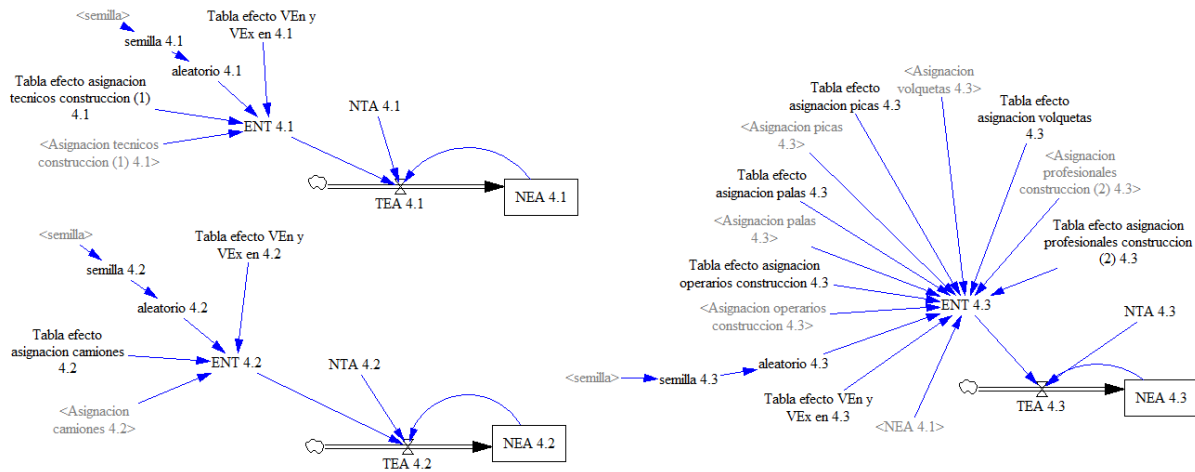 <semilla>
semilla 4.1
aleatorio 4.1
Tabla efecto VEn y
VEx en 4.1
Tabla efecto asignacion
tecnicos construccion (1)
4.1
<Asignacion tecnicos
construccion (1) 4.1>
ENT 4.1
NTA 4.1
TEA 4.1
NEA 4.1
<semilla>
semilla 4.2
aleatorio 4.2
Tabla efecto VEn y
VEx en 4.2
Tabla efecto
asignacion camiones
4.2
<Asignacion
camiones 4.2>
ENT 4.2
NTA 4.2
TEA 4.2
NEA 4.2
Tabla efecto
asignacion picas 4.3
<Asignacion
volquetas 4.3>
Tabla efecto
asignacion volquetas
4.3
<Asignacion picas
4.3>
<Asignacion
profesionales
construccion (2) 4.3>
Tabla efecto
asignacion palas 4.3
<Asignacion palas
4.3>
Tabla efecto asignacion
profesionales construccion
(2) 4.3
Tabla efecto asignacion
operarios construccion 4.3
<Asignacion operarios
construccion 4.3>
ENT 4.3
NTA 4.3
<semilla>
semilla 4.3
aleatorio 4.3
Tabla efecto VEn y
VEx en 4.3
<NEA 4.1>
TEA 4.3
NEA 4.3